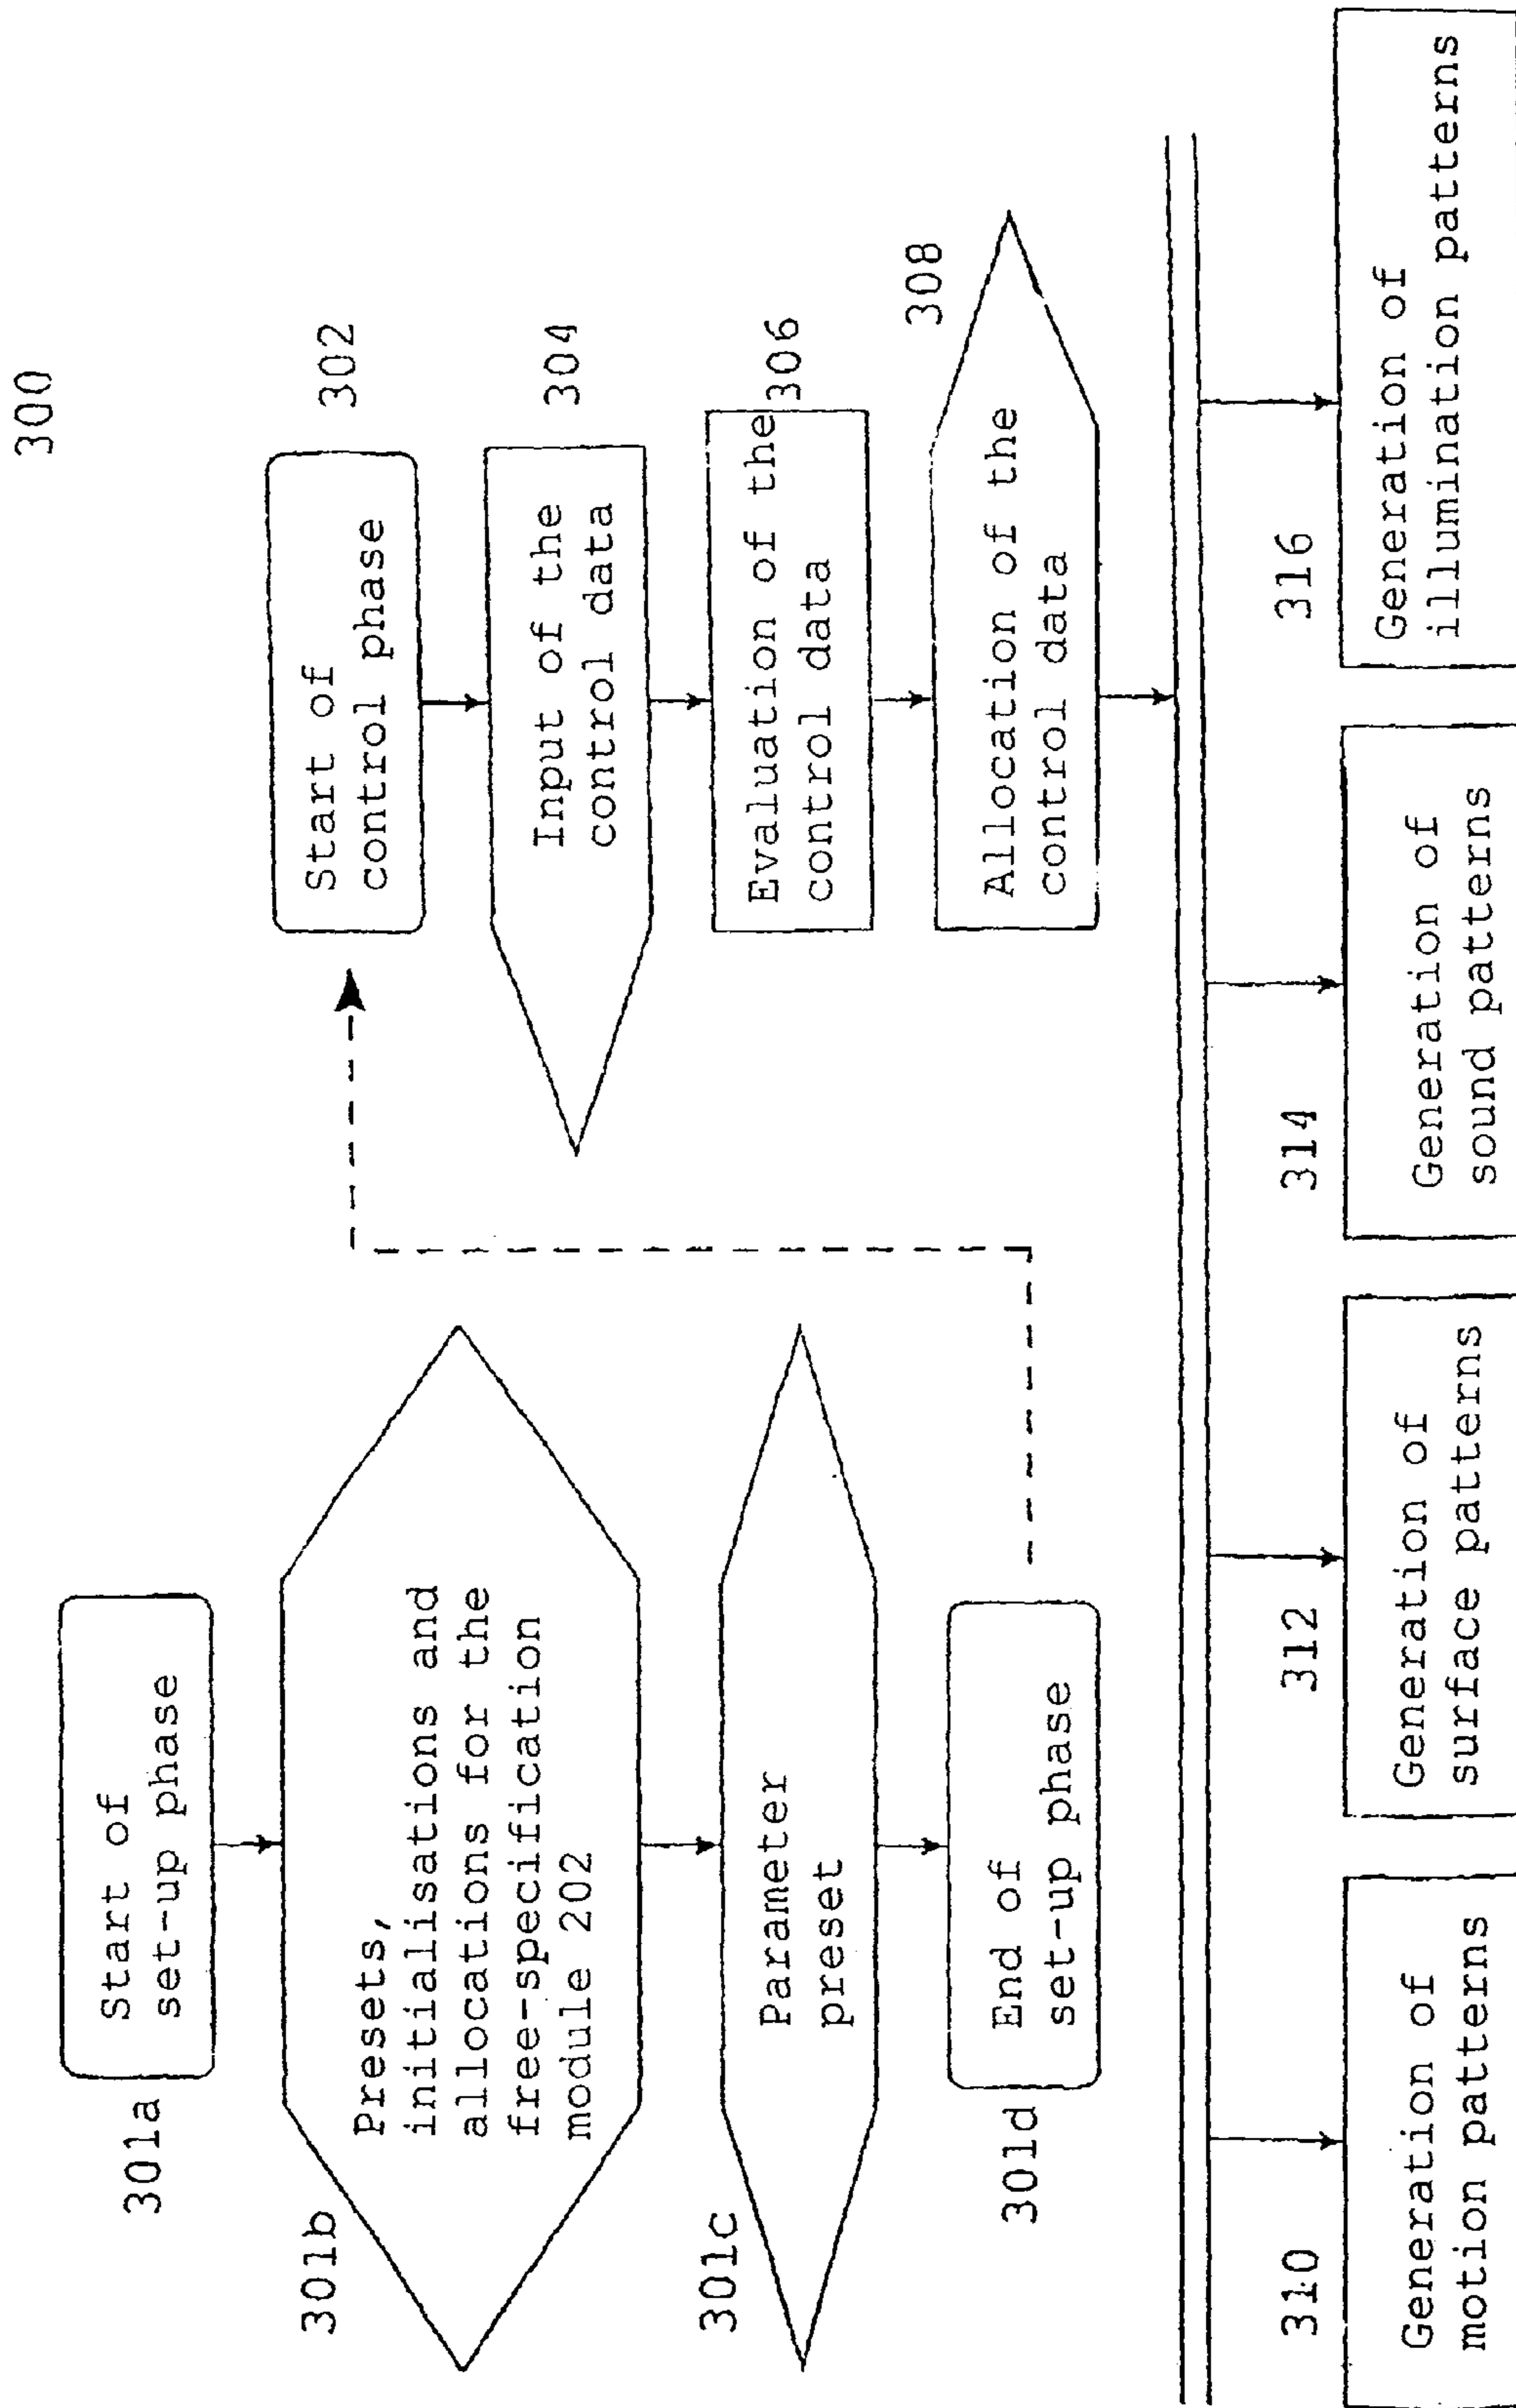 300
301a
Start of
set-up phase
301b
Presets,
initialisations and
allocations for the
free-specification
module 202
301c
Parameter
preset
301d
End of
set-up phase
Start of
control phase
302
Input of the
control data
304
Evaluation of the
control data
306
Allocation of the
control data
308
310
Generation of
motion patterns
312
Generation of
surface patterns
314
Generation of
sound patterns
316
Generation of
illumination patterns